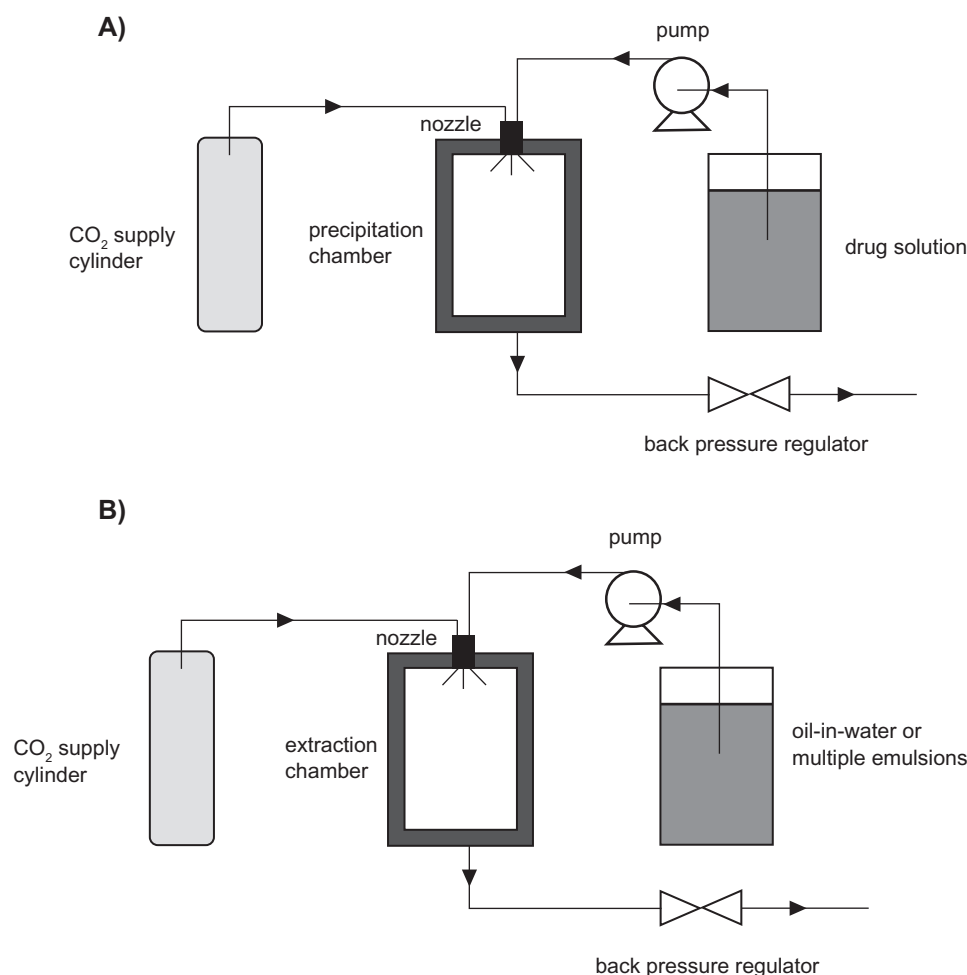 A)
pump
nozzle
CO2 supply
cylinder
precipitation
chamber
drug solution
back pressure regulator
B)
pump
nozzle
CO2 supply
cylinder
extraction
chamber
oil-in-water or
multiple emulsions
back pressure regulator